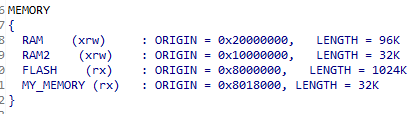 6 MEMORY
7 {
8 RAM (xrw) : ORIGIN = 0x20000000, LENGTH = 96K
9 RAM2 (xrw) : ORIGIN = 0x10000000, LENGTH = 32K
0 FLASH (rx) : ORIGIN = 0x8000000, LENGTH = 1024K
1 MY_MEMORY (rx) : ORIGIN = 0x8018000, LENGTH = 32K
2 }